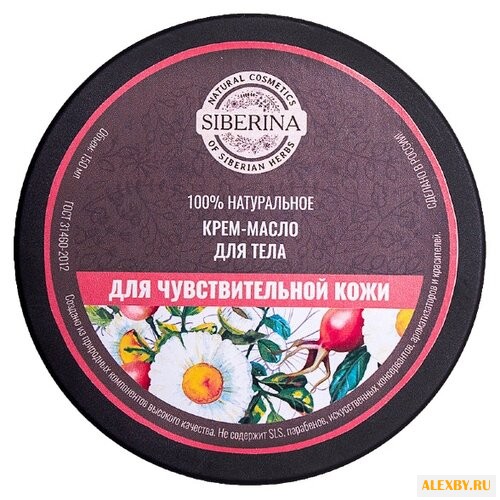 NATURAL COSMETICS
SIBERINA
OF SIBERIAN HERBS
Объем: 150 мл.
ГОСТ 31460-2012
СДЕЛАНО В РОССИИ.
100% НАТУРАЛЬНОЕ
КРЕМ-МАСЛО
ДЛЯ ТЕЛА
ДЛЯ ЧУВСТВИТЕЛЬНОЙ КОЖИ
Создано из природных компонентов высокого качества. Не содержит SLS, парабенов, искусственных консервантов, ароматизаторов и красителей.
ALEXBY.RU